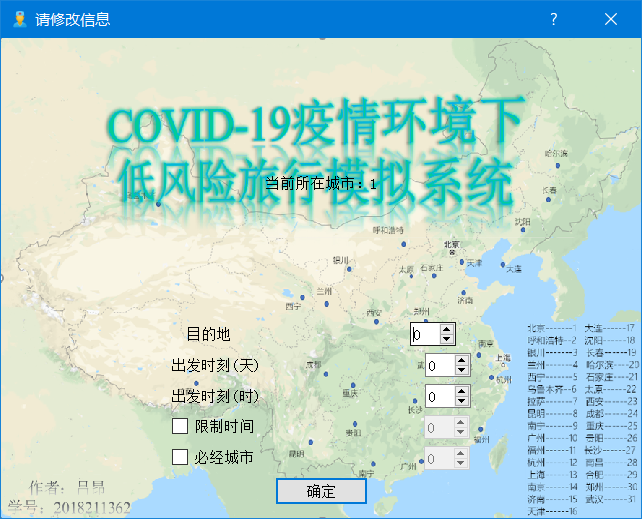 请修改信息
COVID-19疫情环境下
低风险旅行模拟系统
当前所在城市：1
哈尔滨
长春
沈阳
呼和浩特
北京
天津
大连
银川
太原 石家庄
济南
兰州
西宁
西安
郑州
南京
上海
杭州
成都
重庆
长沙
贵阳
福州
昆明
广州
南宁
目的地 0
出发时刻(天) 0
出发时刻(时) 0
限制时间 0
必经城市 0
确定
北京-------1 大连------17
呼和浩特--2 沈阳------18
银川-------3 长春------19
兰州-------4 哈尔滨----20
西宁-------5 石家庄----21
乌鲁木齐--6 太原------22
拉萨-------7 西安------23
昆明-------8 成都------24
南宁-------9 重庆------25
广州------10 贵阳------26
福州------11 长沙------27
杭州------12 南昌------28
上海------13 合肥------29
南京------14 郑州------30
济南------15 武汉------31
天津------16
作者：吕昂
学号：2018211362